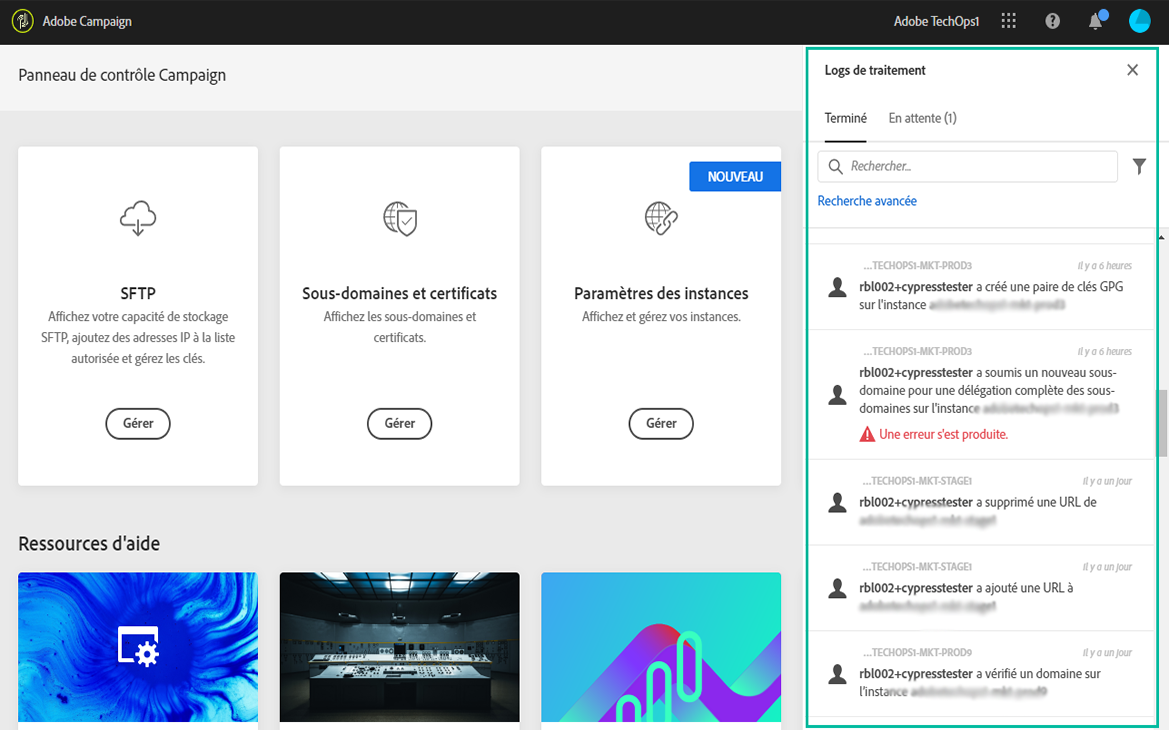 Adobe Campaign
Adobe TechOps1
Panneau de contrôle Campaign
NOUVEAU
SFTP
Affichez votre capacité de stockage
SFTP, ajoutez des adresses IP à la liste
autorisée et gérez les clés.
Gérer
Sous-domaines et certificats
Affichez les sous-domaines et
certificats.
Gérer
Paramètres des instances
Affichez et gérez vos instances.
Gérer
Ressources d'aide
Logs de traitement
Terminé
En attente (1)
Rechercher...
Recherche avancée
...TECHOPS1-MKT-PROD3
Il y a 6 heures
rbl002+cypresstester a créé une paire de clés GPG
sur l'instance
...TECHOPS1-MKT-PROD3
Il y a 6 heures
rbl002+cypresstester a soumis un nouveau sous-
domaine pour une délégation complète des sous-
domaines sur l'instance
Une erreur s'est produite.
...TECHOPS1-MKT-STAGE1
Il y a un jour
rbl002+cypresstester a supprimé une URL de
...TECHOPS1-MKT-STAGE1
Il y a un jour
rbl002+cypresstester a ajouté une URL à
...TECHOPS1-MKT-PROD9
Il y a un jour
rbl002+cypresstester a vérifié un domaine sur
l'instance